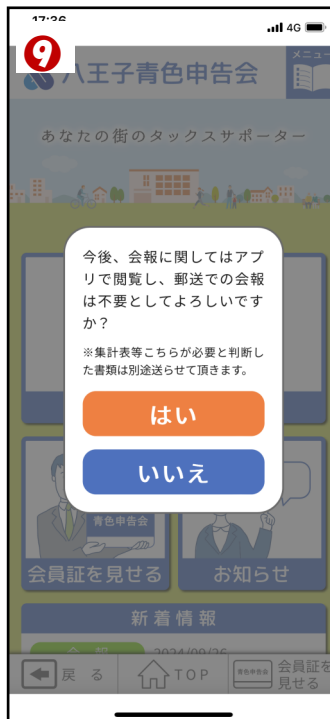 17:36
4G
9
八王子青色申告会
メニュー
あなたの街のタックスサポーター
今後、会報に関してはアプ
リで閲覧し、郵送での会報
は不要としてよろしいです
か？
※集計表等こちらが必要と判断し
た書類は別途送らせて頂きます。
はい
いいえ
青色申告会
会員証を見せる
お知らせ
新着情報
会 報
2024/09/26
戻 る
TOP
青色申告会
会員証を
見せる